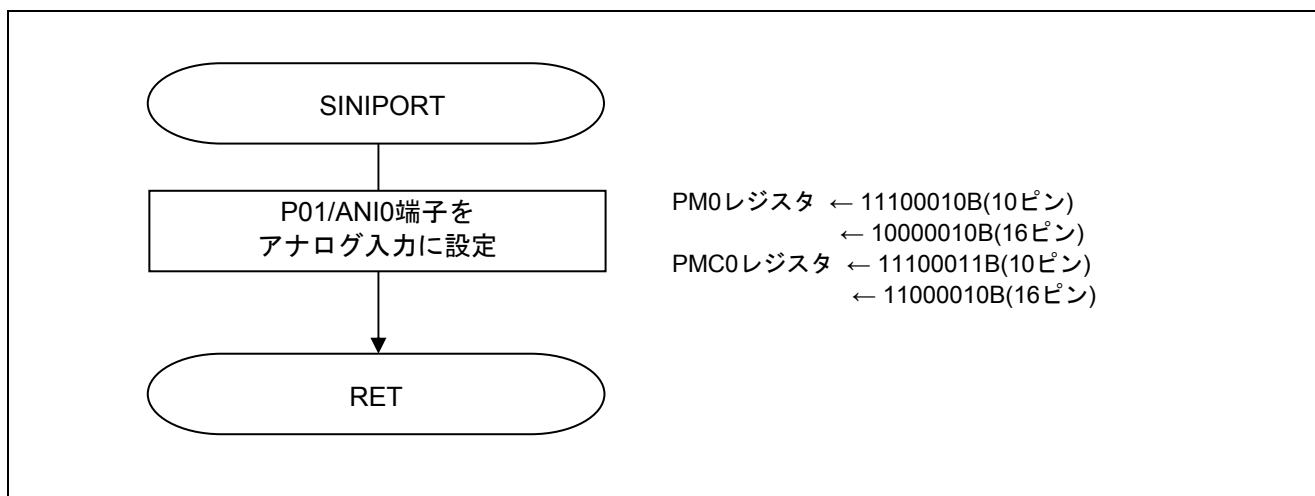 SINIPORT
P01/ANI0端子を
アナログ入力に設定
PM0レジスタ ← 11100010B(10ピン)
← 10000010B(16ピン)
PMC0レジスタ ← 11100011B(10ピン)
← 11000010B(16ピン)
RET